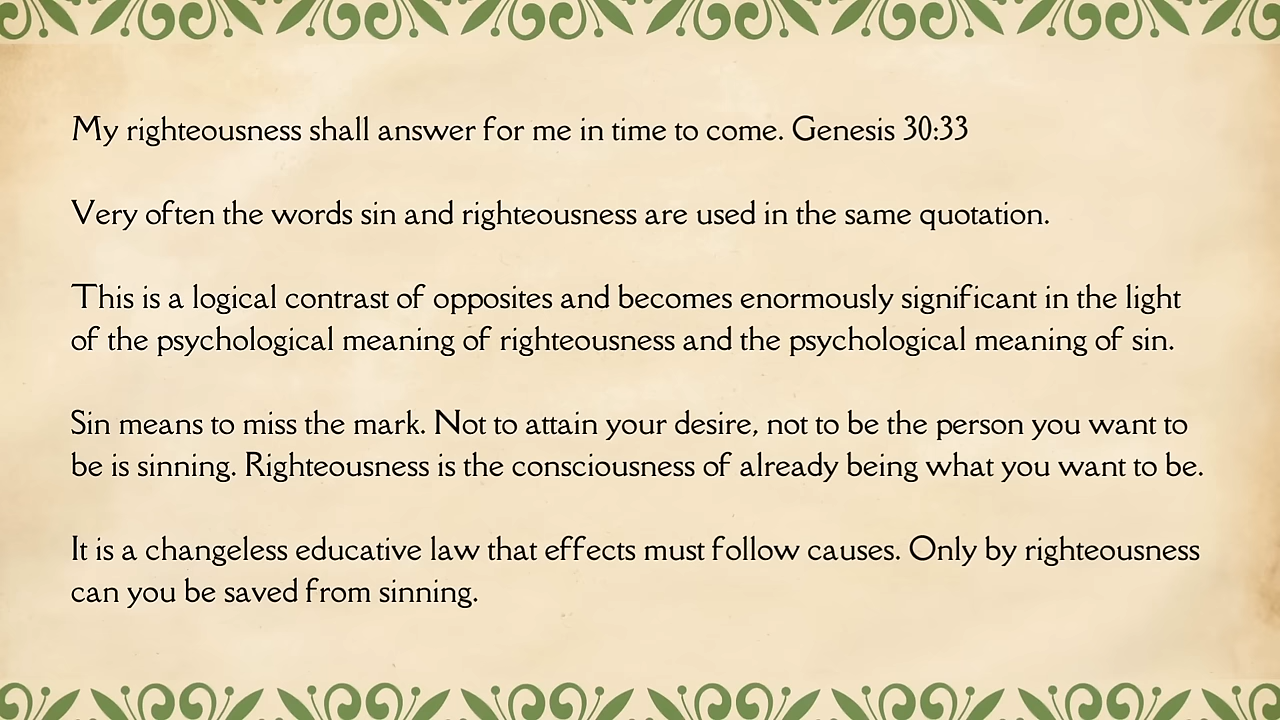 My righteousness shall answer for me in time to come. Genesis 30:33
Very often the words sin and righteousness are used in the same quotation.
This is a logical contrast of opposites and becomes enormously significant in the light
of the psychological meaning of righteousness and the psychological meaning of sin.
Sin means to miss the mark. Not to attain your desire, not to be the person you want to
be is sinning. Righteousness is the consciousness of already being what you want to be.
It is a changeless educative law that effects must follow causes. Only by righteousness
can you be saved from sinning.